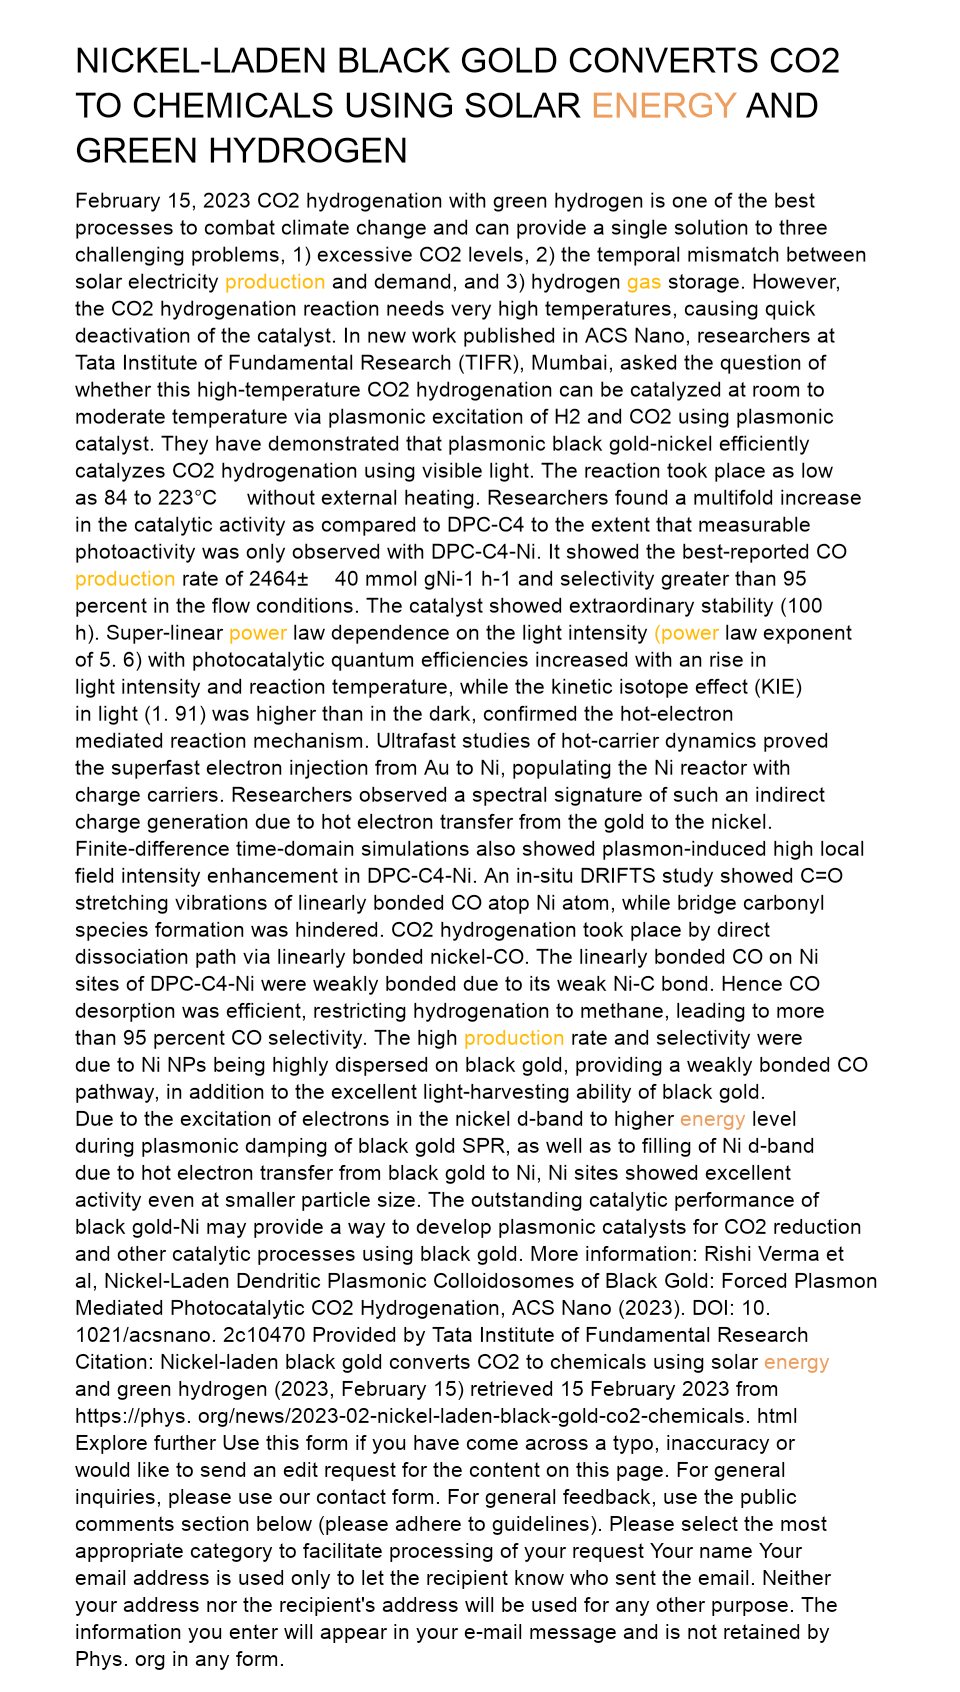 NICKEL-LADEN BLACK GOLD CONVERTS CO2
TO CHEMICALS USING SOLAR ENERGY AND
GREEN HYDROGEN
February 15, 2023 CO2 hydrogenation with green hydrogen is one of the best
processes to combat climate change and can provide a single solution to three
challenging problems, 1) excessive CO2 levels, 2) the temporal mismatch between
solar electricity production and demand, and 3) hydrogen gas storage. However,
the CO2 hydrogenation reaction needs very high temperatures, causing quick
deactivation of the catalyst. In new work published in ACS Nano, researchers at
Tata Institute of Fundamental Research (TIFR), Mumbai, asked the question of
whether this high-temperature CO2 hydrogenation can be catalyzed at room to
moderate temperature via plasmonic excitation of H2 and CO2 using plasmonic
catalyst. They have demonstrated that plasmonic black gold-nickel efficiently
catalyzes CO2 hydrogenation using visible light. The reaction took place as low
as 84 to 223°C without external heating. Researchers found a multifold increase
in the catalytic activity as compared to DPC-C4 to the extent that measurable
photoactivity was only observed with DPC-C4-Ni. It showed the best-reported CO
production rate of 2464± 40 mmol gNi-1 h-1 and selectivity greater than 95
percent in the flow conditions. The catalyst showed extraordinary stability (100
h). Super-linear power law dependence on the light intensity (power law exponent
of 5. 6) with photocatalytic quantum efficiencies increased with an rise in
light intensity and reaction temperature, while the kinetic isotope effect (KIE)
in light (1. 91) was higher than in the dark, confirmed the hot-electron
mediated reaction mechanism. Ultrafast studies of hot-carrier dynamics proved
the superfast electron injection from Au to Ni, populating the Ni reactor with
charge carriers. Researchers observed a spectral signature of such an indirect
charge generation due to hot electron transfer from the gold to the nickel.
Finite-difference time-domain simulations also showed plasmon-induced high local
field intensity enhancement in DPC-C4-Ni. An in-situ DRIFTS study showed C=O
stretching vibrations of linearly bonded CO atop Ni atom, while bridge carbonyl
species formation was hindered. CO2 hydrogenation took place by direct
dissociation path via linearly bonded nickel-CO. The linearly bonded CO on Ni
sites of DPC-C4-Ni were weakly bonded due to its weak Ni-C bond. Hence CO
desorption was efficient, restricting hydrogenation to methane, leading to more
than 95 percent CO selectivity. The high production rate and selectivity were
due to Ni NPs being highly dispersed on black gold, providing a weakly bonded CO
pathway, in addition to the excellent light-harvesting ability of black gold.
Due to the excitation of electrons in the nickel d-band to higher energy level
during plasmonic damping of black gold SPR, as well as to filling of Ni d-band
due to hot electron transfer from black gold to Ni, Ni sites showed excellent
activity even at smaller particle size. The outstanding catalytic performance of
black gold-Ni may provide a way to develop plasmonic catalysts for CO2 reduction
and other catalytic processes using black gold. More information: Rishi Verma et
al, Nickel-Laden Dendritic Plasmonic Colloidosomes of Black Gold: Forced Plasmon
Mediated Photocatalytic CO2 Hydrogenation, ACS Nano (2023). DOI: 10.
1021/acsnano. 2c10470 Provided by Tata Institute of Fundamental Research
Citation: Nickel-laden black gold converts CO2 to chemicals using solar energy
and green hydrogen (2023, February 15) retrieved 15 February 2023 from
https://phys. org/news/2023-02-nickel-laden-black-gold-co2-chemicals. html
Explore further Use this form if you have come across a typo, inaccuracy or
would like to send an edit request for the content on this page. For general
inquiries, please use our contact form. For general feedback, use the public
comments section below (please adhere to guidelines). Please select the most
appropriate category to facilitate processing of your request Your name Your
email address is used only to let the recipient know who sent the email. Neither
your address nor the recipient's address will be used for any other purpose. The
information you enter will appear in your e-mail message and is not retained by
Phys. org in any form.